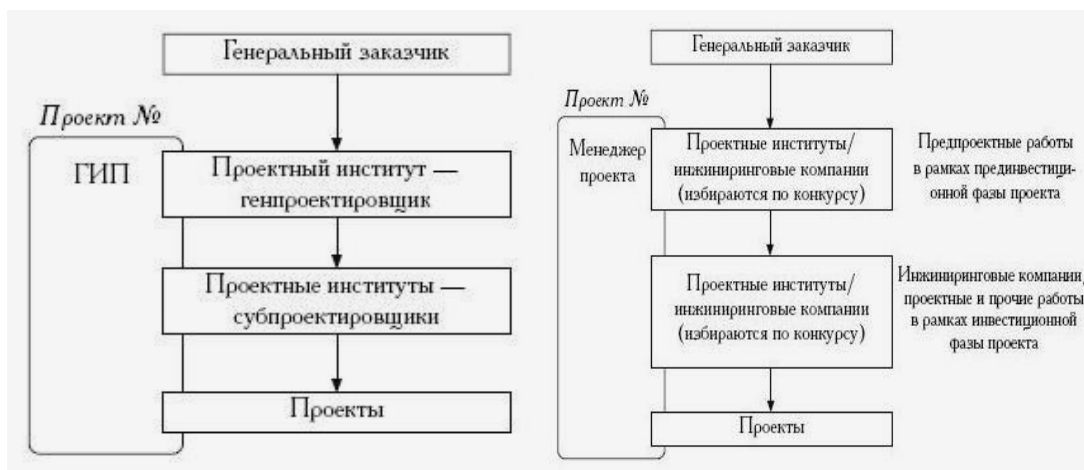 Генеральный заказчик
Проект №
ГИП
Проектный институт —
генпроектировщик
Проектные институты —
субпроектировщики
Проекты
Генеральный заказчик
Проект №
Менеджер
проекта
Проектные институты/
инжиниринговые компании
(избираются по конкурсу)
Предпроектные работы
в рамках прединвестици-
онной фазы проекта
Проектные институты/
инжиниринговые компании
(избираются по конкурсу)
Инжиниринговые компании,
проектные и прочие работы
в рамках инвестиционной
фазы проекта
Проекты